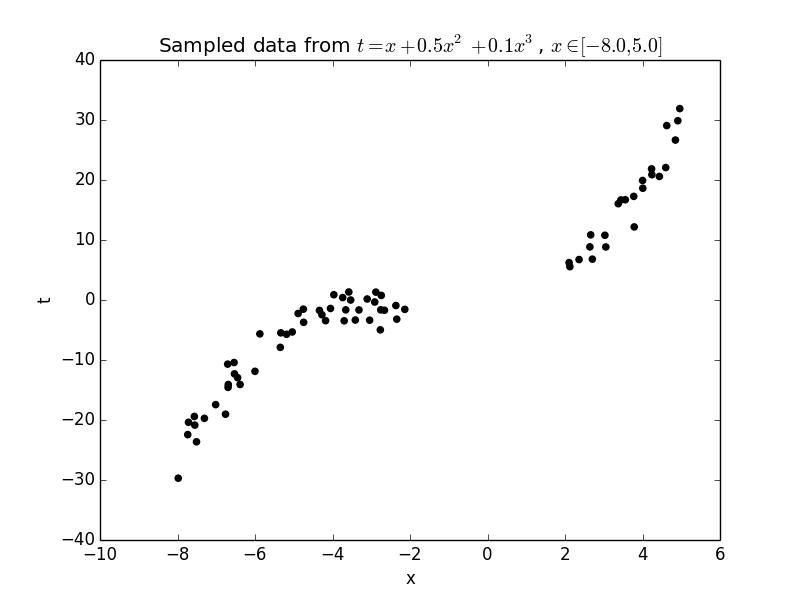 Sampled data from t = x + 0.5x² + 0.1x³, x ∈ [−8.0, 5.0]
40
30
20
10
0
−10
−20
−30
−40
t
−10 −8 −6 −4 −2 0 2 4 6
x